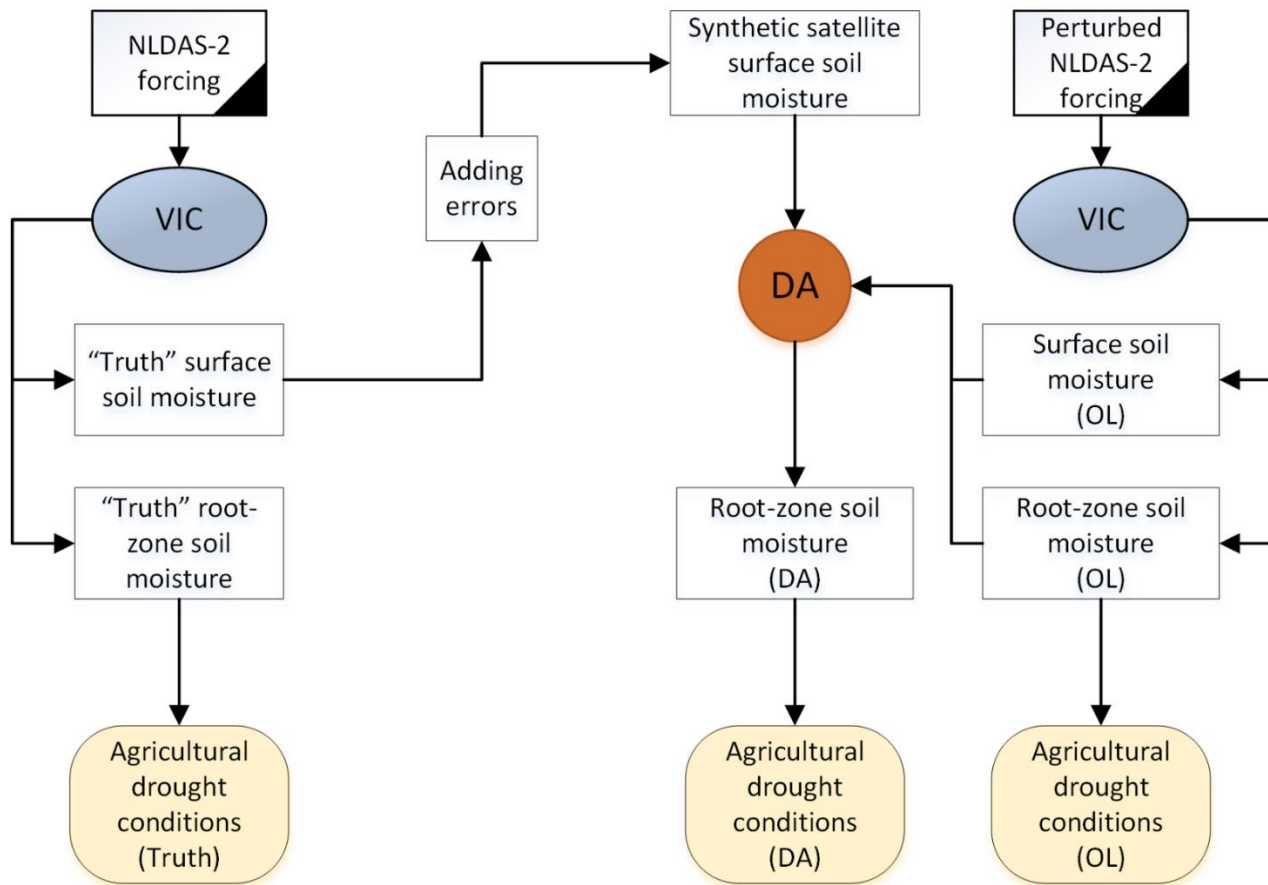 NLDAS-2
forcing
VIC
“Truth” surface
soil moisture
“Truth” root-
zone soil
moisture
Agricultural
drought
conditions
(Truth)
Adding
errors
Synthetic satellite
surface soil
moisture
DA
Root-zone soil
moisture
(DA)
Agricultural
drought
conditions
(DA)
Perturbed
NLDAS-2
forcing
VIC
Surface soil
moisture
(OL)
Root-zone soil
moisture
(OL)
Agricultural
drought
conditions
(OL)